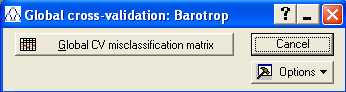 Global cross-validation: Barotrop
Global CV misclassification matrix
Cancel
Options